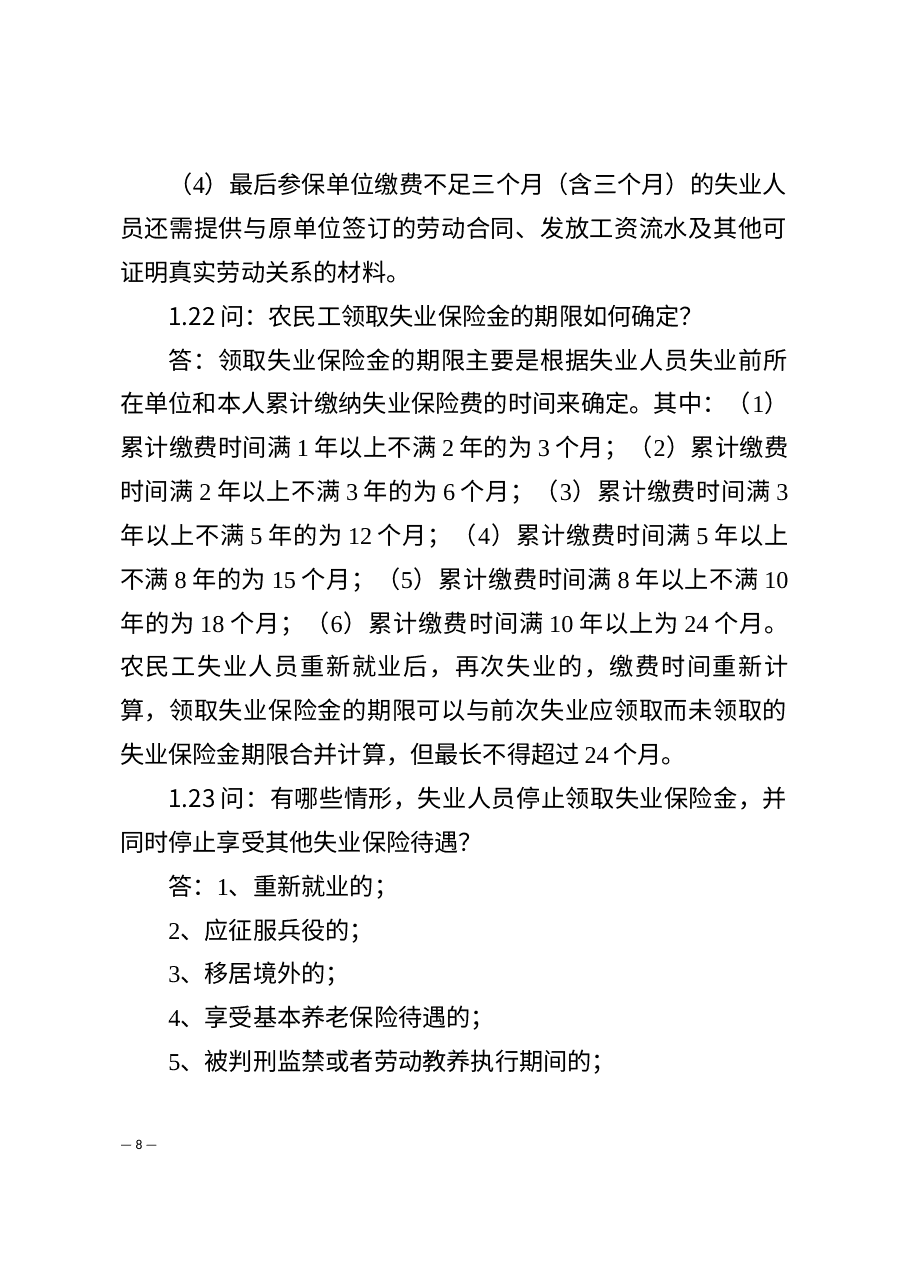 （4）最后参保单位缴费不足三个月（含三个月）的失业人
员还需提供与原单位签订的劳动合同、发放工资流水及其他可
证明真实劳动关系的材料。
1.22 问：农民工领取失业保险金的期限如何确定？
答：领取失业保险金的期限主要是根据失业人员失业前所
在单位和本人累计缴纳失业保险费的时间来确定。其中：（1）
累计缴费时间满 1 年以上不满 2 年的为 3 个月；（2）累计缴费
时间满 2 年以上不满 3 年的为 6 个月；（3）累计缴费时间满 3
年以上不满 5 年的为 12 个月；（4）累计缴费时间满 5 年以上
不满 8 年的为 15 个月；（5）累计缴费时间满 8 年以上不满 10
年的为 18 个月；（6）累计缴费时间满 10 年以上为 24 个月。
农民工失业人员重新就业后，再次失业的，缴费时间重新计
算，领取失业保险金的期限可以与前次失业应领取而未领取的
失业保险金期限合并计算，但最长不得超过 24 个月。
1.23 问：有哪些情形，失业人员停止领取失业保险金，并
同时停止享受其他失业保险待遇？
答：1、重新就业的；
2、应征服兵役的；
3、移居境外的；
4、享受基本养老保险待遇的；
5、被判刑监禁或者劳动教养执行期间的；
— 8 —